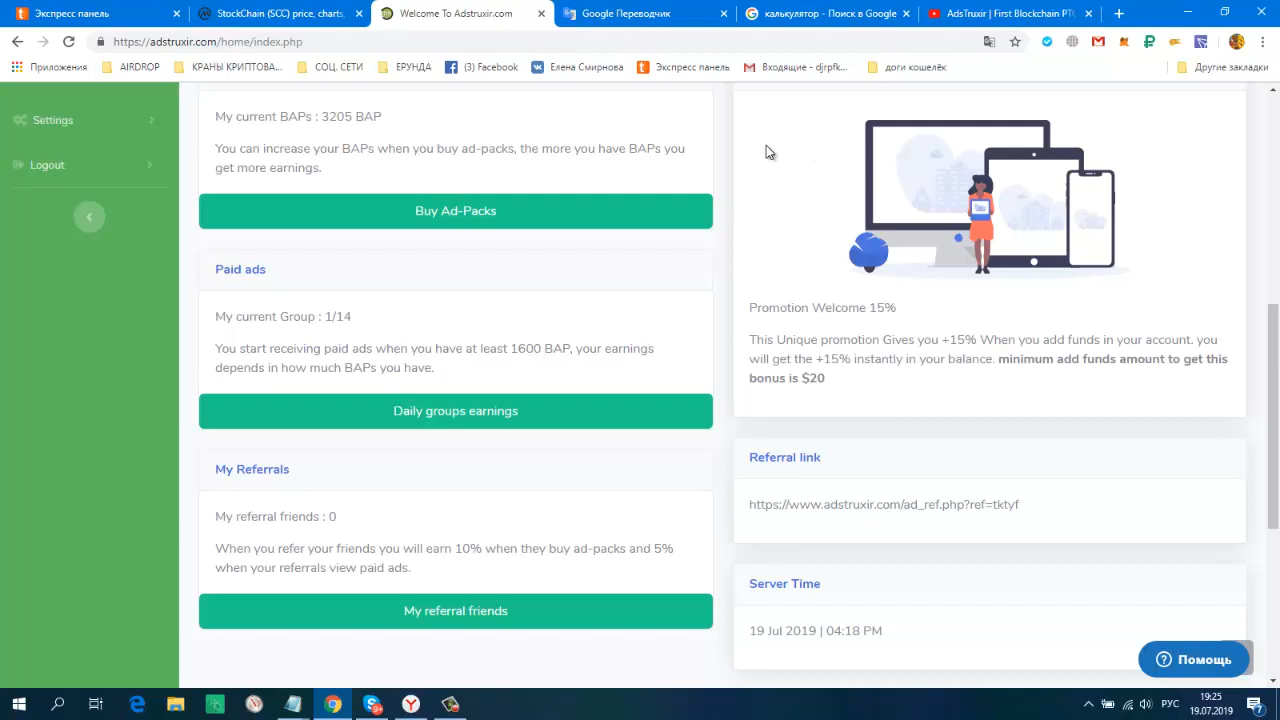 Экспресс панель
StockChain (SCC) price, charts,
Welcome To Adstruxir.com
Google Переводчик
калькулятор - Поиск в Google
AdsTruxir | First Blockchain PTC
https://adstruxir.com/home/index.php
Приложения
AIRDROP
КРАНЫ КРИПТОВА...
СОЦ. СЕТИ
ЕРУНДА
(3) Facebook
Елена Смирнова
Экспресс панель
Входящие - djrpfk...
доги кошелёк
Другие закладки
Settings
Logout
My current BAPs : 3205 BAP
You can increase your BAPs when you buy ad-packs, the more you have BAPs you
get more earnings.
Buy Ad-Packs
Paid ads
My current Group : 1/14
You start receiving paid ads when you have at least 1600 BAP, your earnings
depends in how much BAPs you have.
Daily groups earnings
My Referrals
My referral friends : 0
When you refer your friends you will earn 10% when they buy ad-packs and 5%
when your referrals view paid ads.
My referral friends
Promotion Welcome 15%
This Unique promotion Gives you +15% When you add funds in your account. you
will get the +15% instantly in your balance. minimum add funds amount to get this
bonus is $20
Referral link
https://www.adstruxir.com/ad_ref.php?ref=tktyf
Server Time
19 Jul 2019 | 04:18 PM
Помощь
РУС
19:25
19.07.2019